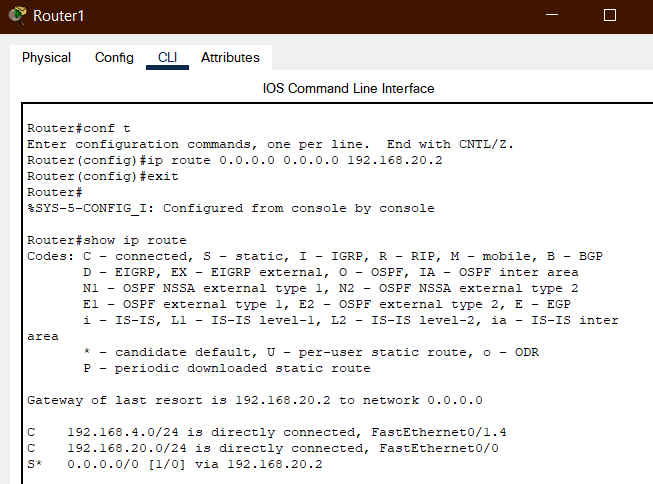 Router1
Physical Config CLI Attributes
IOS Command Line Interface
Router#conf t
Enter configuration commands, one per line.  End with CNTL/Z.
Router(config)#ip route 0.0.0.0 0.0.0.0 192.168.20.2
Router(config)#exit
Router#
%SYS-5-CONFIG_I: Configured from console by console
Router#show ip route
Codes: C - connected, S - static, I - IGRP, R - RIP, M - mobile, B - BGP
D - EIGRP, EX - EIGRP external, O - OSPF, IA - OSPF inter area
N1 - OSPF NSSA external type 1, N2 - OSPF NSSA external type 2
E1 - OSPF external type 1, E2 - OSPF external type 2, E - EGP
i - IS-IS, L1 - IS-IS level-1, L2 - IS-IS level-2, ia - IS-IS inter
area
* - candidate default, U - per-user static route, o - ODR
P - periodic downloaded static route
Gateway of last resort is 192.168.20.2 to network 0.0.0.0
C    192.168.4.0/24 is directly connected, FastEthernet0/1.4
C    192.168.20.0/24 is directly connected, FastEthernet0/0
S*   0.0.0.0/0 [1/0] via 192.168.20.2